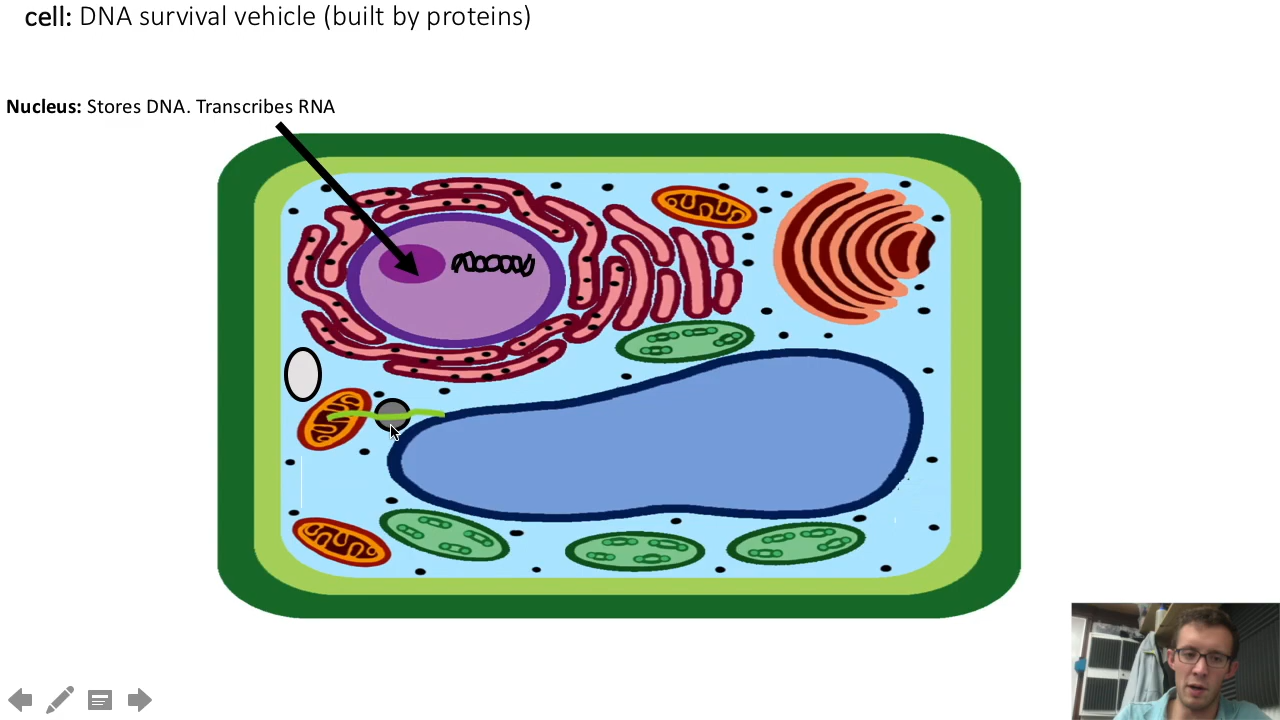 cell: DNA survival vehicle (built by proteins)
Nucleus: Stores DNA. Transcribes RNA